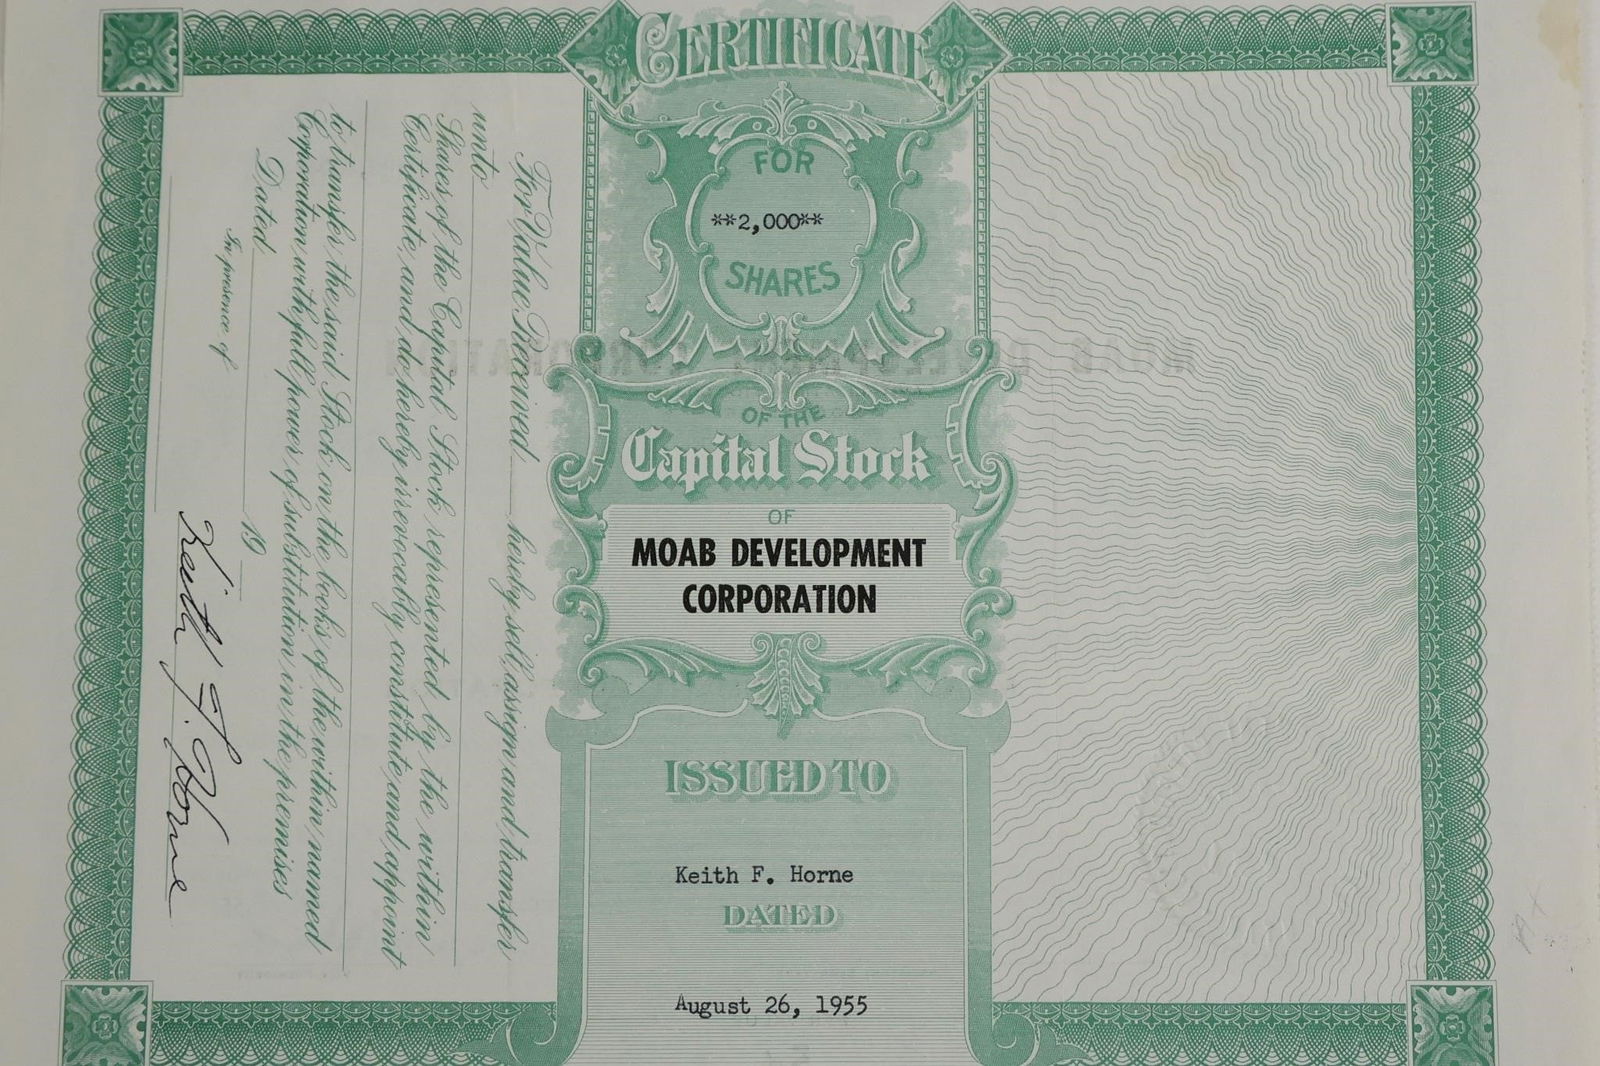 CERTIFICATE
FOR
**2,000**
SHARES
OF THE
Capital Stock
OF
MOAB DEVELOPMENT
CORPORATION
ISSUED TO
Keith F. Horne
DATED
August 26, 1955
For Value Received hereby sell, assign and transfer
unto
Shares of the Capital Stock represented by the within
Certificate, and do hereby irrevocably constitute and appoint
to transfer the said Stock on the books of the within named
Corporation with full power of substitution in the premises
Dated 19
In presence of
Keith F. Horne
MOAB DEVELOPMENT CORPORATION